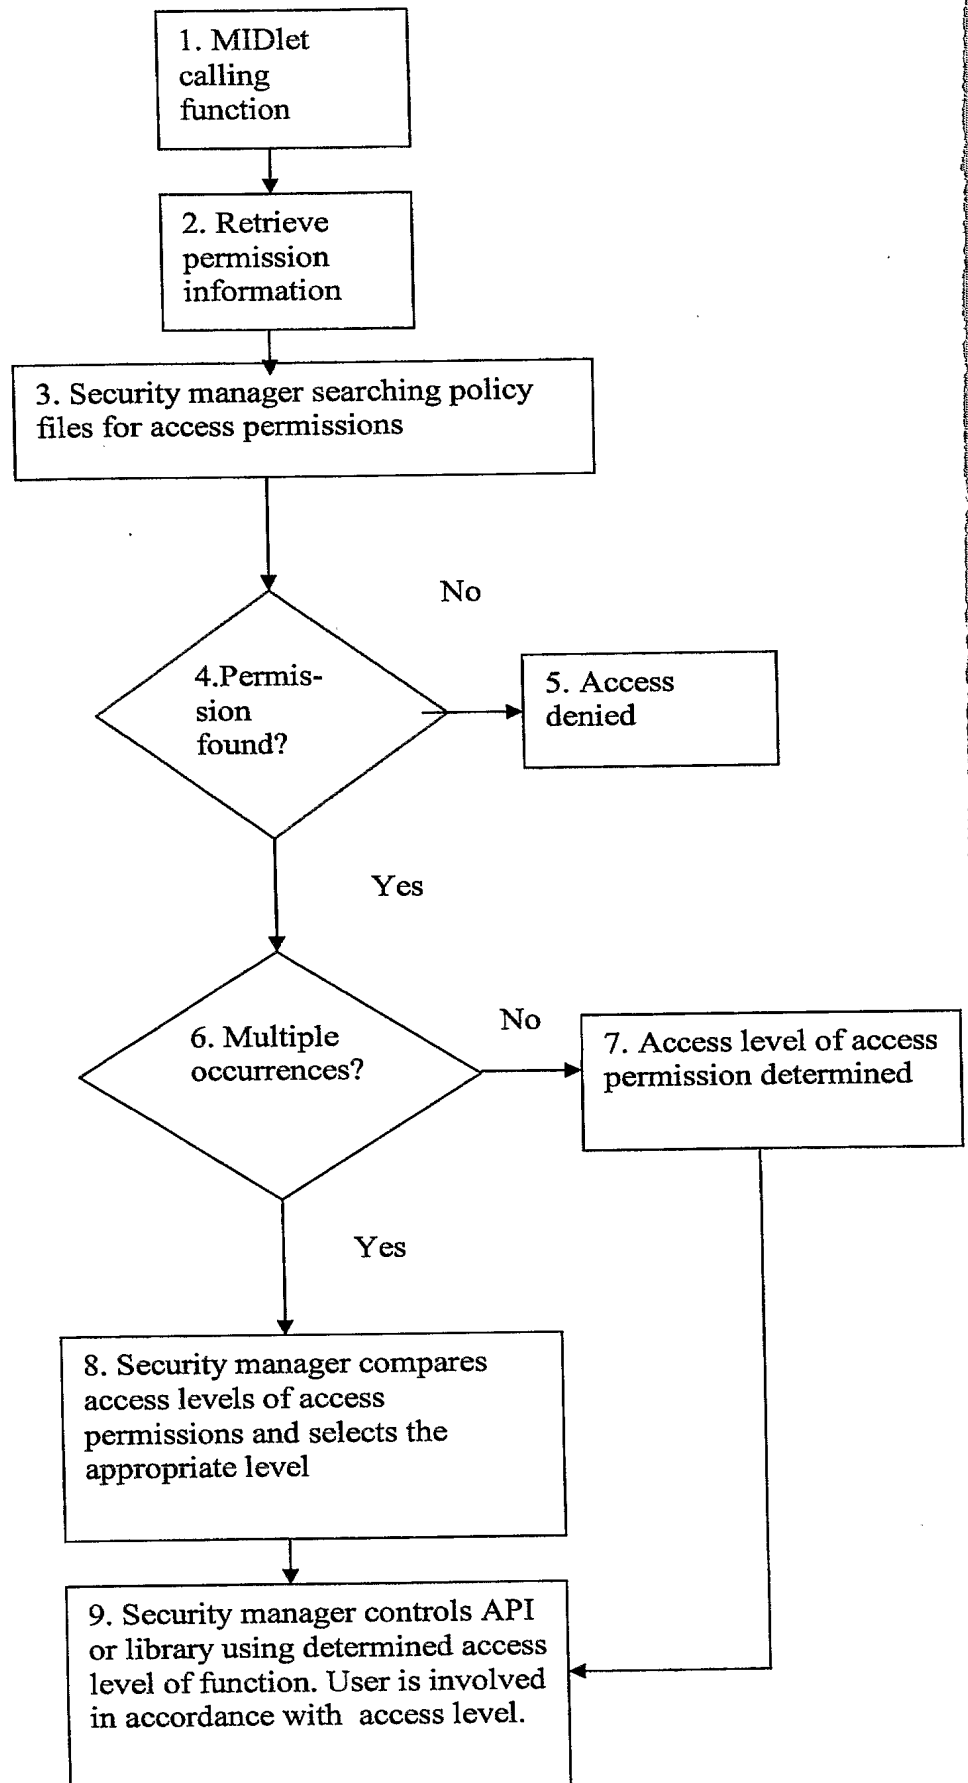 1. MIDlet
calling
function
2. Retrieve
permission
information
3. Security manager searching policy
files for access permissions
No
4.Permis-
sion
found?
5. Access
denied
Yes
6. Multiple
occurrences?
No
7. Access level of access
permission determined
Yes
8. Security manager compares
access levels of access
permissions and selects the
appropriate level
9. Security manager controls API
or library using determined access
level of function. User is involved
in accordance with  access level.